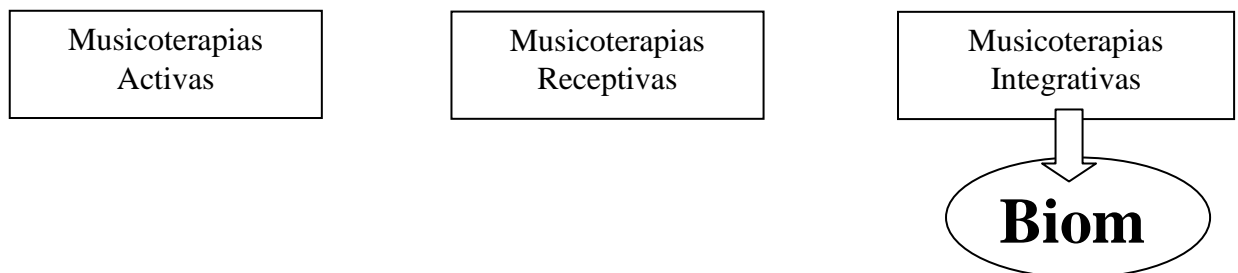 Musicoterapias
Activas
Musicoterapias
Receptivas
Musicoterapias
Integrativas
Biom